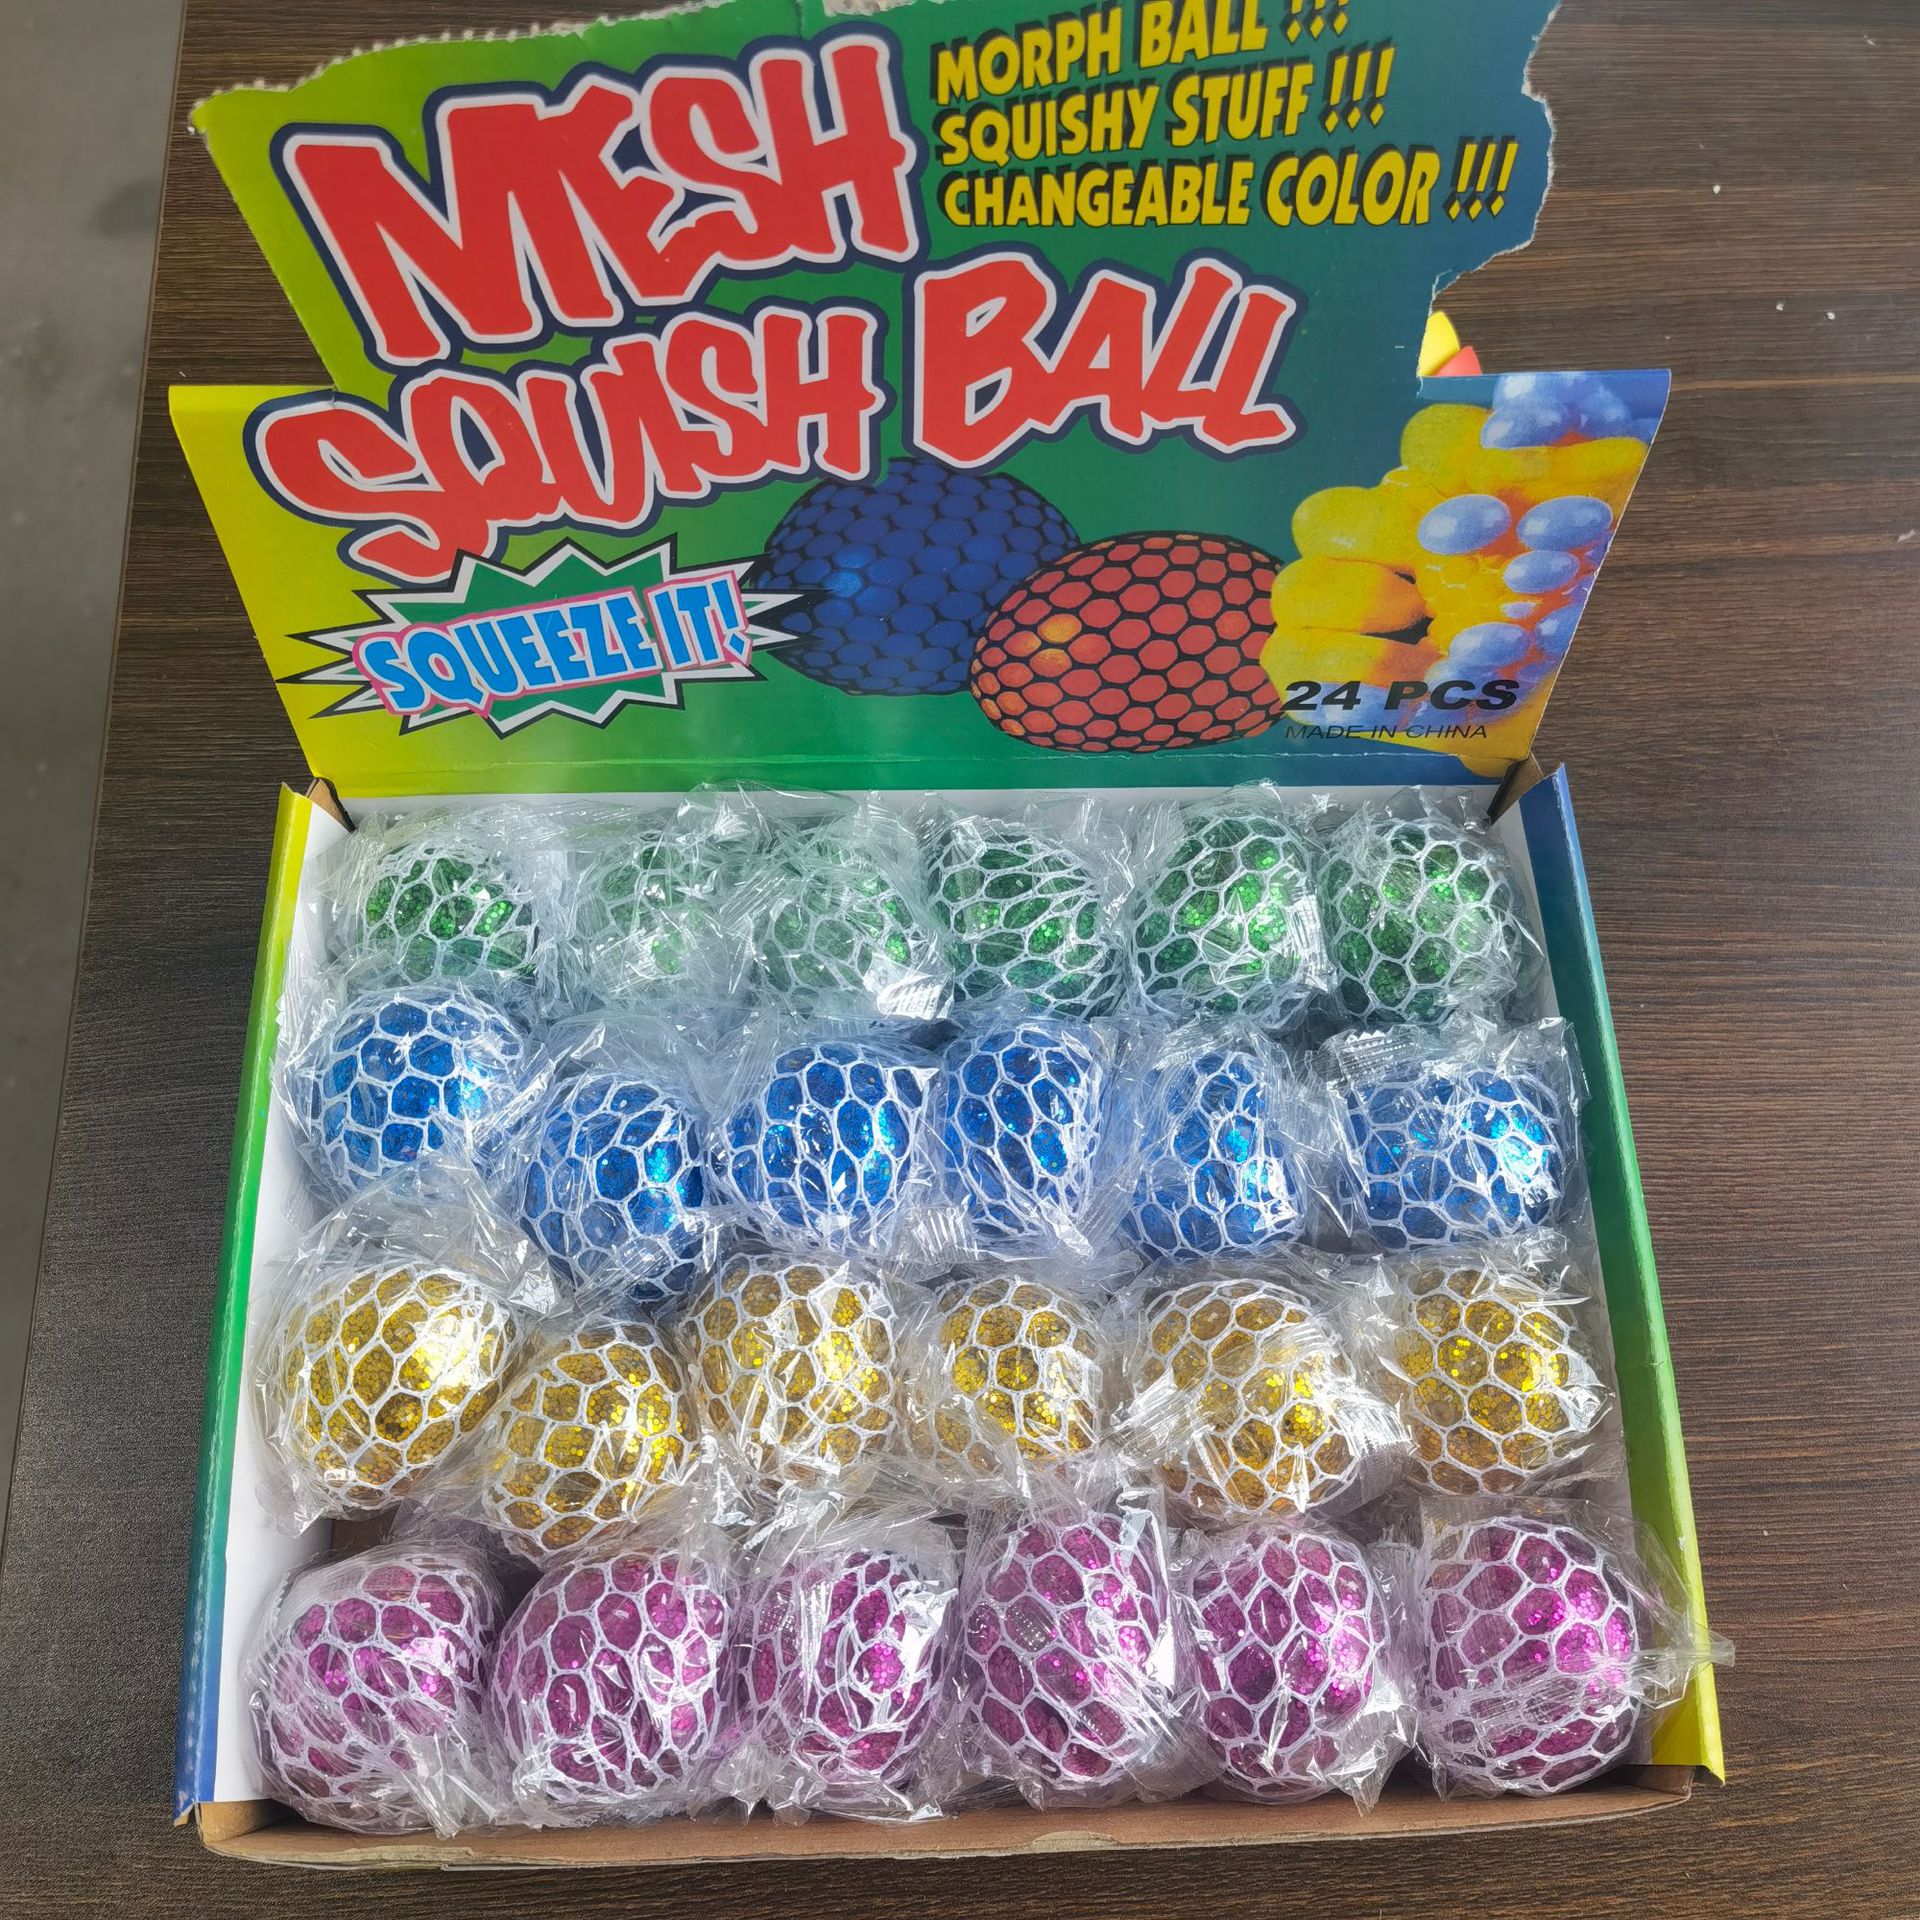 MESH
SQUISH BALL
MORPH BALL !!!
SQUISHY STUFF !!!
CHANGEABLE COLOR !!!
SQUEEZE IT!
24 PCS
MADE IN CHINA